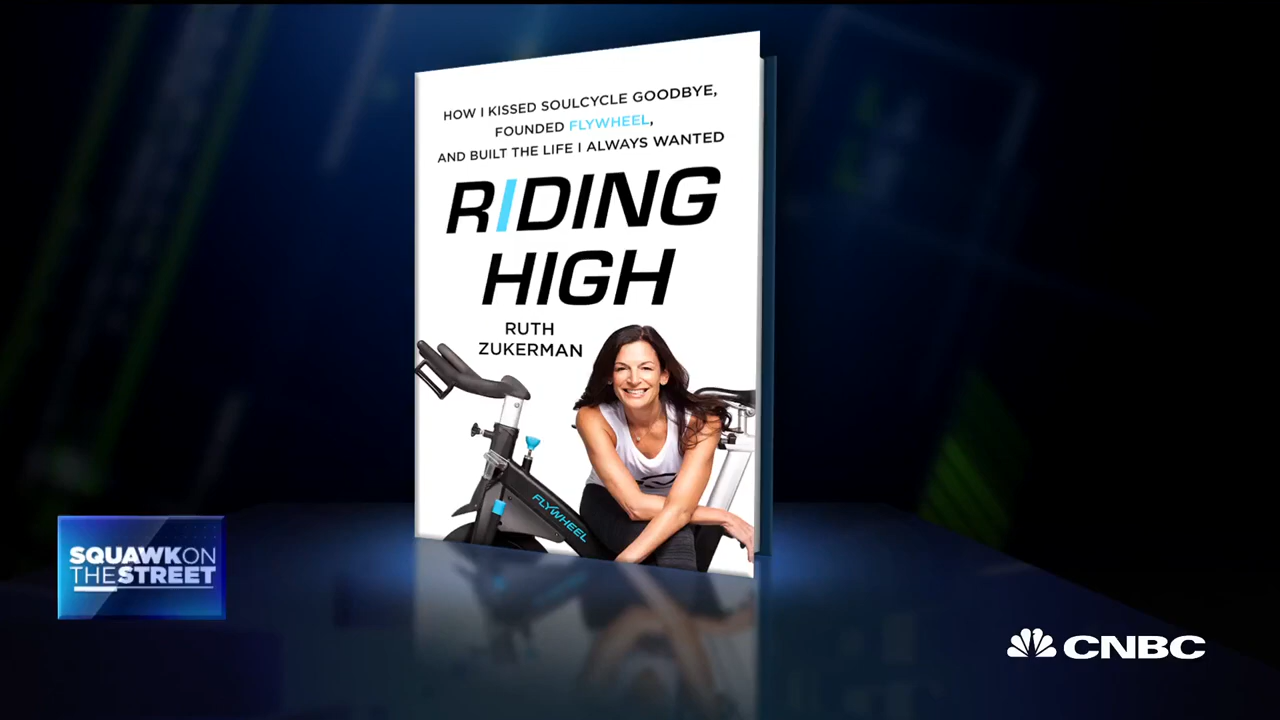 HOW I KISSED SOULCYCLE GOODBYE,
FOUNDED FLYWHEEL,
AND BUILT THE LIFE I ALWAYS WANTED
RIDING
HIGH
RUTH
ZUKERMAN
FLYWHEEL
SQUAWK ON
THE STREET
CNBC